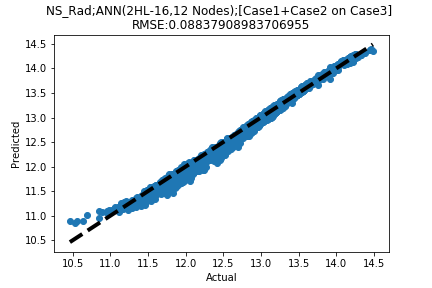 NS_Rad;ANN(2HL-16,12 Nodes);[Case1+Case2 on Case3]
RMSE:0.08837908983706955
14.5
14.0
13.5
13.0
12.5
12.0
11.5
11.0
10.5
Predicted
10.5 11.0 11.5 12.0 12.5 13.0 13.5 14.0 14.5
Actual